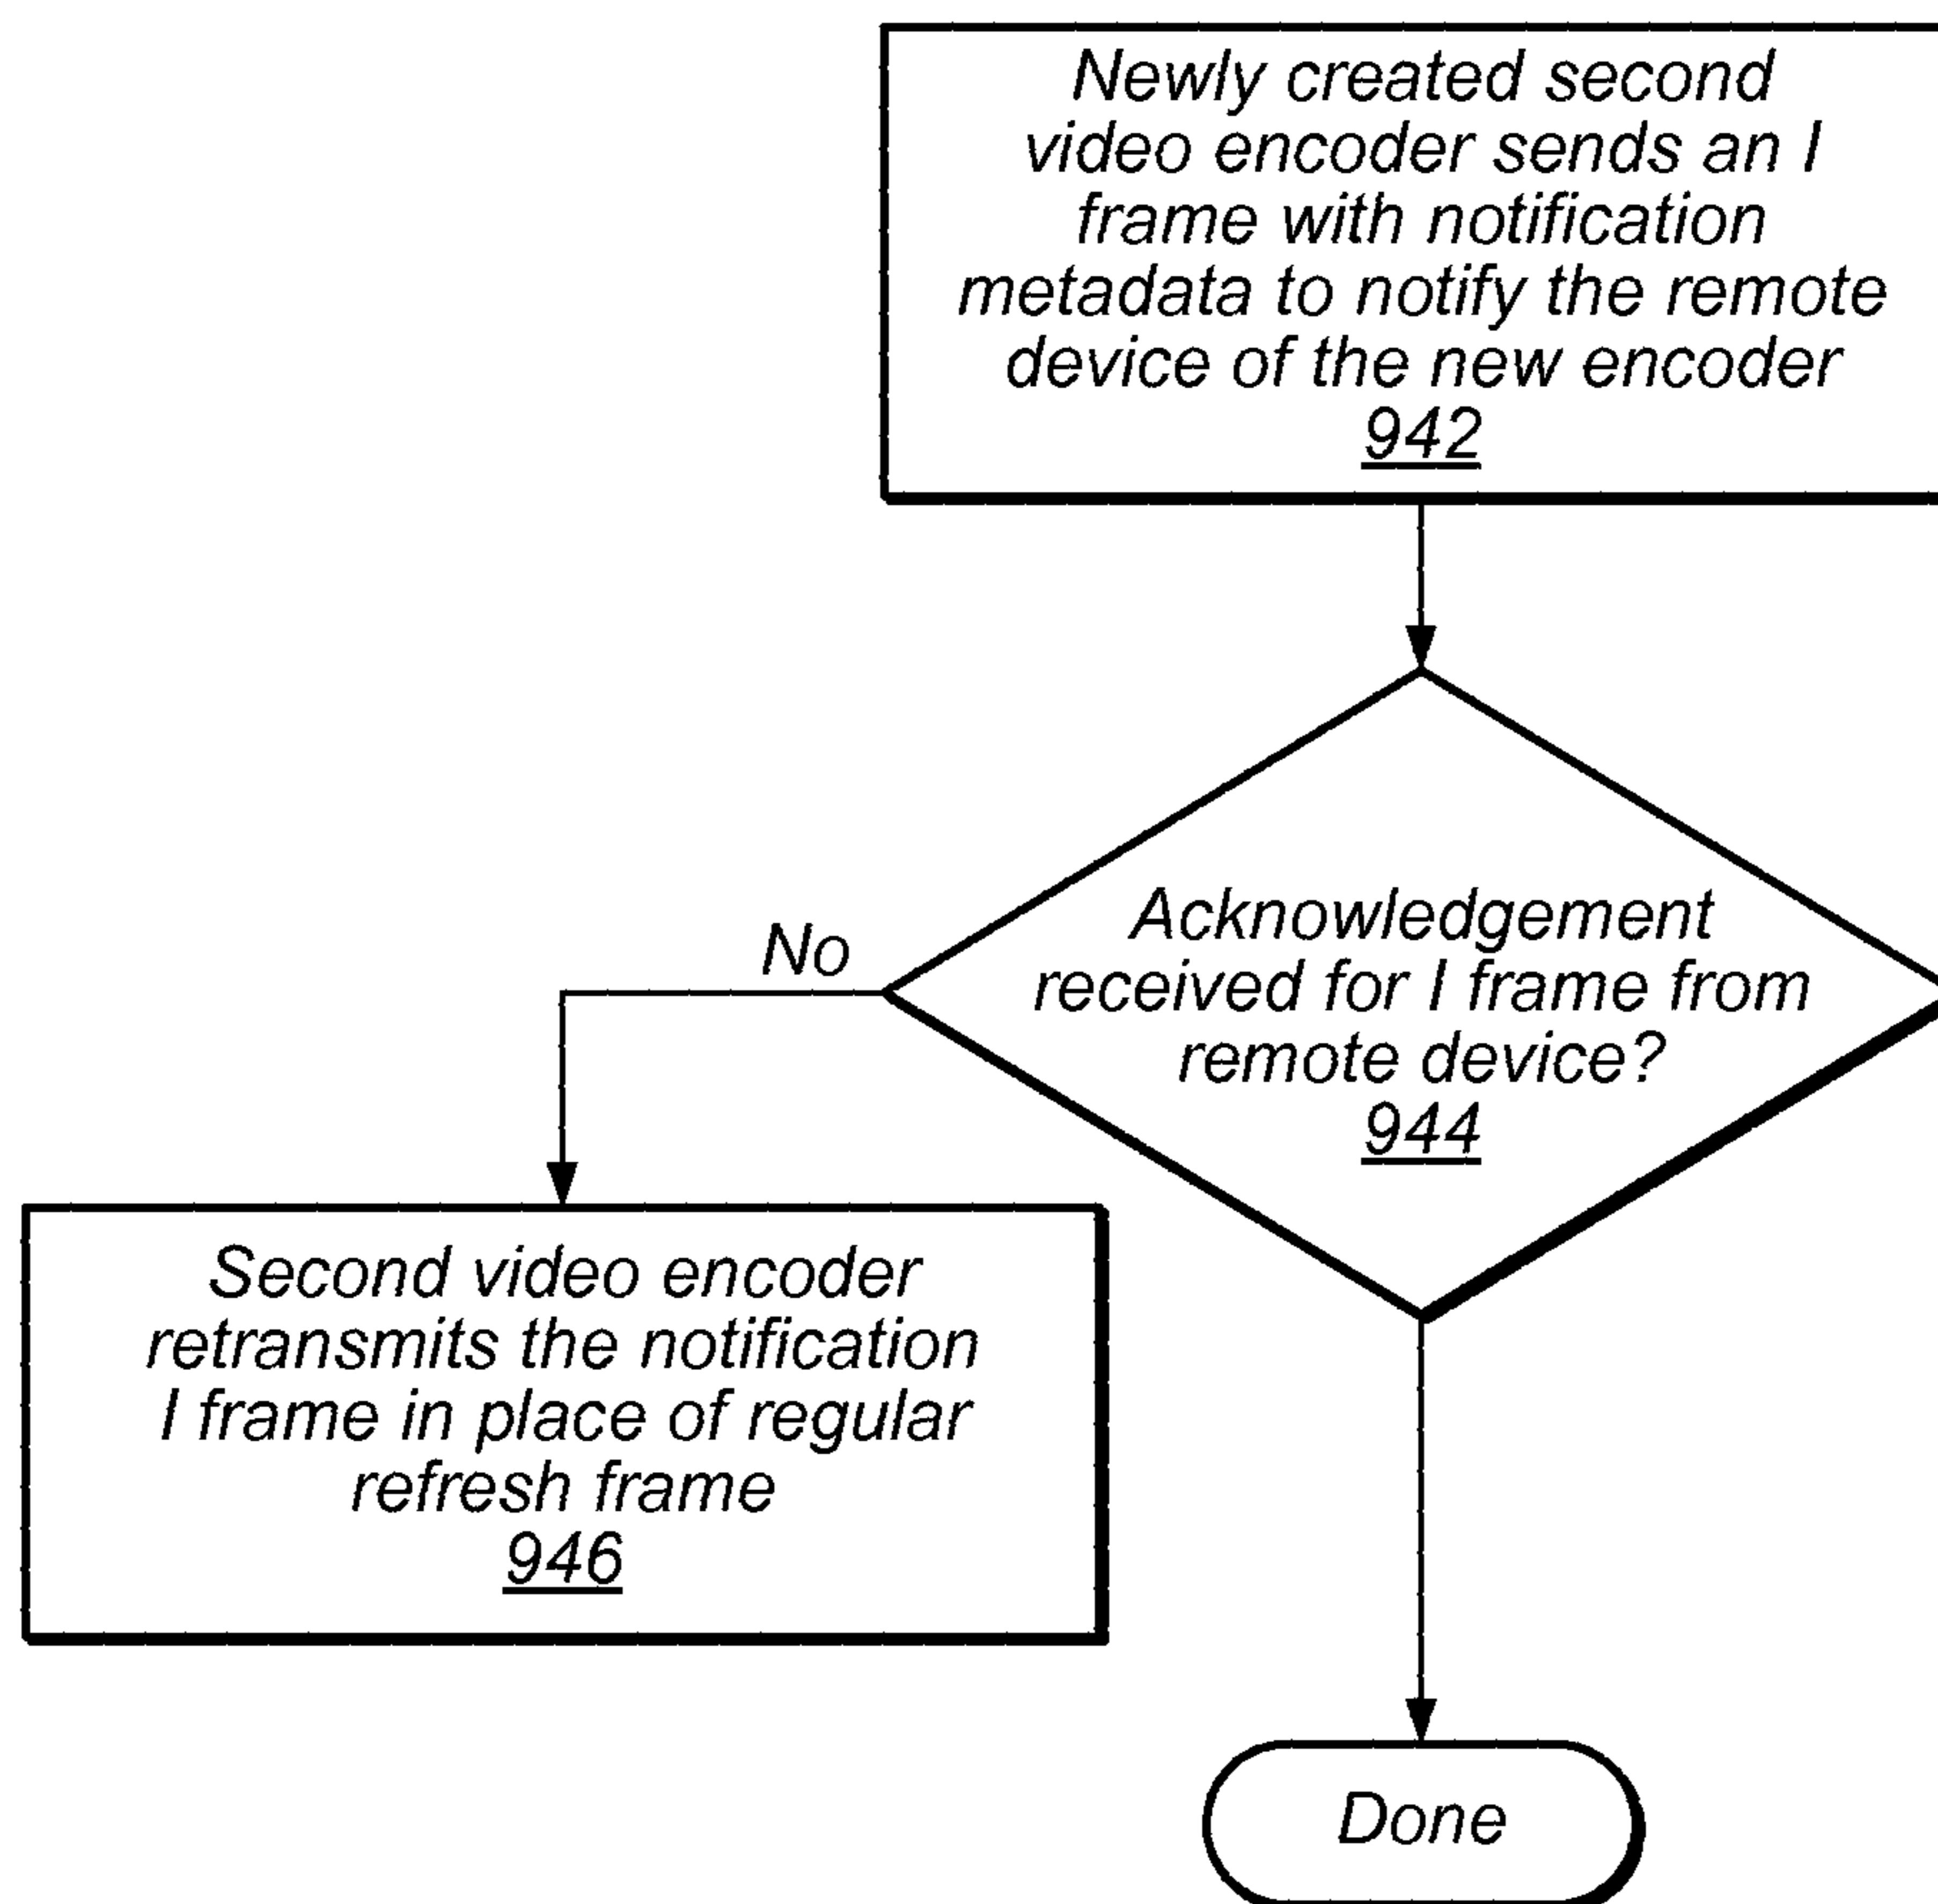 Newly created second
video encoder sends an I
frame with notification
metadata to notify the remote
device of the new encoder
942
Acknowledgement
received for I frame from
remote device?
944
No
Second video encoder
retransmits the notification
I frame in place of regular
refresh frame
946
Done